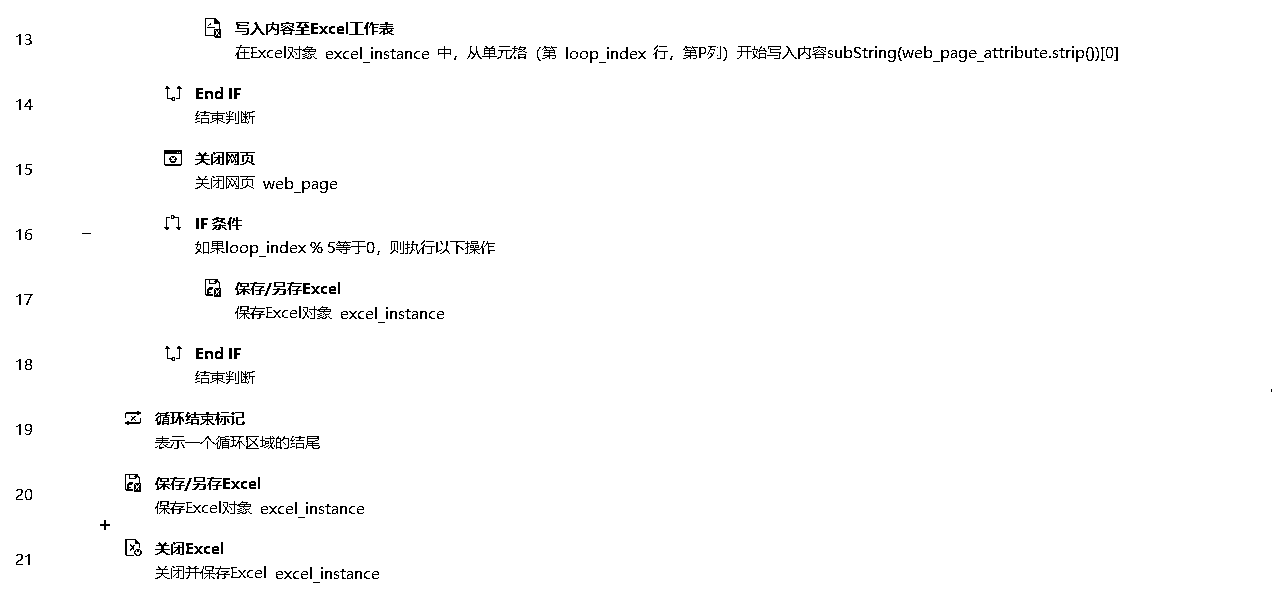 13
写入内容至Excel工作表
在Excel对象 excel_instance 中，从单元格（第 loop_index 行，第P列）开始写入内容subString(web_page_attribute.strip())[0]
14
End IF
结束判断
15
关闭网页
关闭网页 web_page
16
IF 条件
如果loop_index % 5等于0，则执行以下操作
17
保存/另存Excel
保存Excel对象 excel_instance
18
End IF
结束判断
19
循环结束标记
表示一个循环区域的结尾
20
保存/另存Excel
保存Excel对象 excel_instance
21
关闭Excel
关闭并保存Excel excel_instance